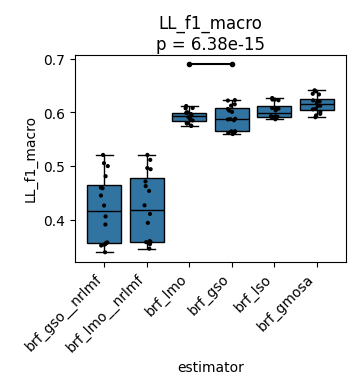 LL_f1_macro
p = 6.38e-15
LL_f1_macro
0.7
0.6
0.5
0.4
brf_gso__nrlmf
brf_lmo__nrlmf
brf_lmo
brf_gso
brf_lso
brf_gmosa
estimator